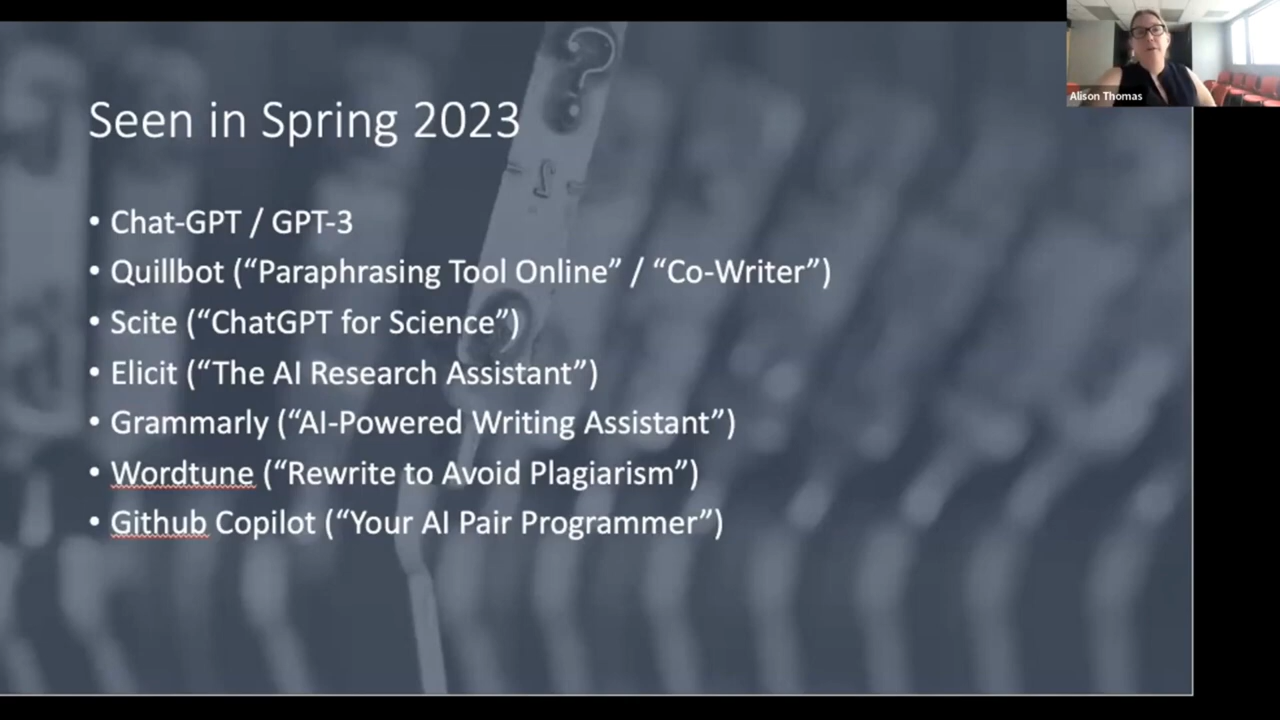 Seen in Spring 2023
• Chat-GPT / GPT-3
• Quillbot (“Paraphrasing Tool Online” / “Co-Writer”)
• Scite (“ChatGPT for Science”)
• Elicit (“The AI Research Assistant”)
• Grammarly (“AI-Powered Writing Assistant”)
• Wordtune (“Rewrite to Avoid Plagiarism”)
• Github Copilot (“Your AI Pair Programmer”)
Alison Thomas
?
2